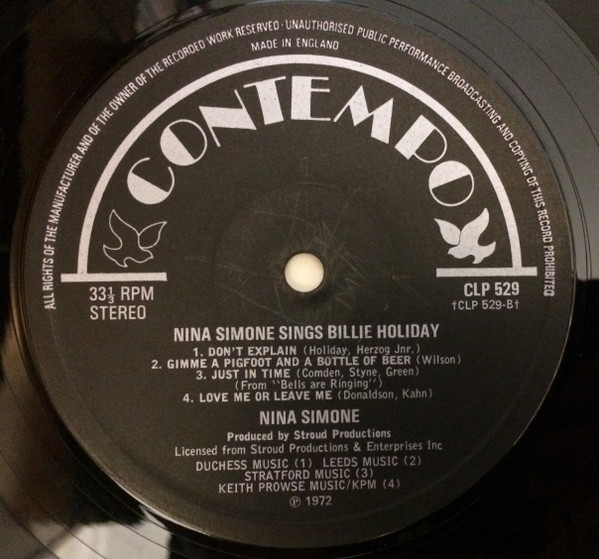 ALL RIGHTS OF THE MANUFACTURER AND OF THE OWNER OF THE RECORDED WORK RESERVED · UNAUTHORISED PUBLIC PERFORMANCE BROADCASTING AND COPYING OF THIS RECORD PROHIBITED
MADE IN ENGLAND
CONTEMPO
33⅓ RPM
STEREO
CLP 529
†CLP 529-B†
NINA SIMONE SINGS BILLIE HOLIDAY
1. DON'T EXPLAIN (Holiday, Herzog Jnr.)
2. GIMME A PIGFOOT AND A BOTTLE OF BEER (Wilson)
3. JUST IN TIME (Comden, Styne, Green)
(From "Bells are Ringing")
4. LOVE ME OR LEAVE ME (Donaldson, Kahn)
NINA SIMONE
Produced by Stroud Productions
Licensed from Stroud Productions & Enterprises Inc
DUCHESS MUSIC (1) LEEDS MUSIC (2)
STRATFORD MUSIC (3)
KEITH PROWSE MUSIC/KPM (4)
℗ 1972